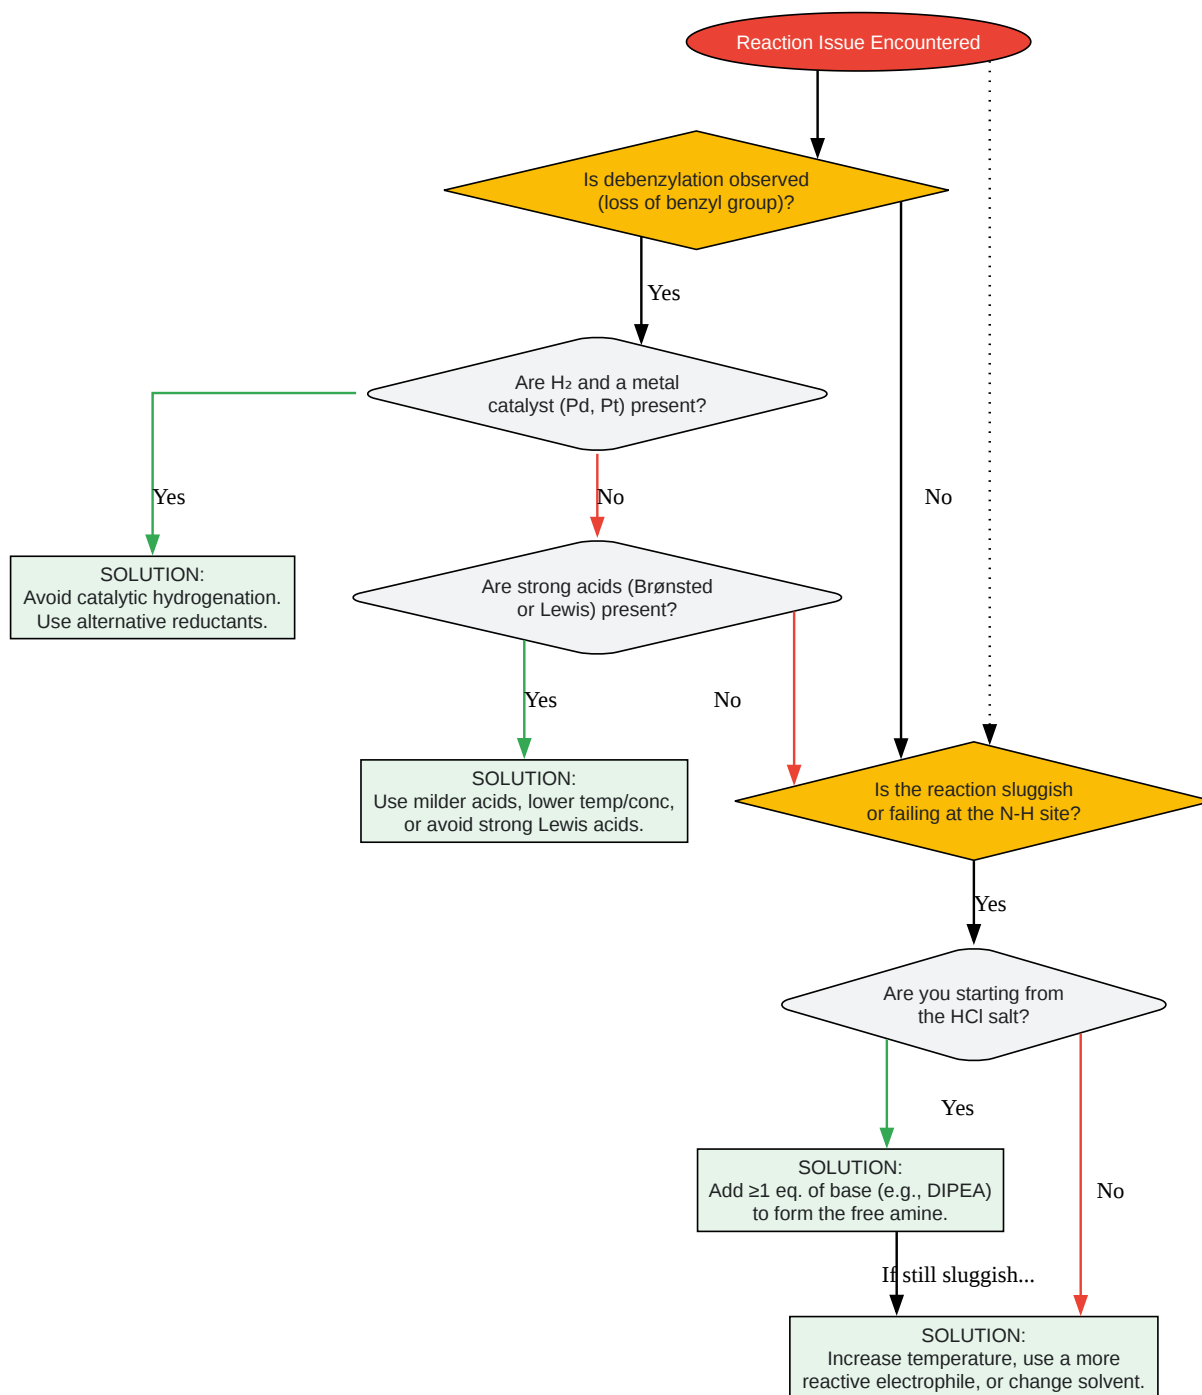 Reaction Issue Encountered
Is debenzylation observed
(loss of benzyl group)?
Yes
Are H₂ and a metal
catalyst (Pd, Pt) present?
Yes
No
No
SOLUTION:
Avoid catalytic hydrogenation.
Use alternative reductants.
Are strong acids (Brønsted
or Lewis) present?
Yes
No
SOLUTION:
Use milder acids, lower temp/conc,
or avoid strong Lewis acids.
Is the reaction sluggish
or failing at the N-H site?
Yes
Are you starting from
the HCl salt?
Yes
SOLUTION:
Add ≥1 eq. of base (e.g., DIPEA)
to form the free amine.
No
If still sluggish...
SOLUTION:
Increase temperature, use a more
reactive electrophile, or change solvent.